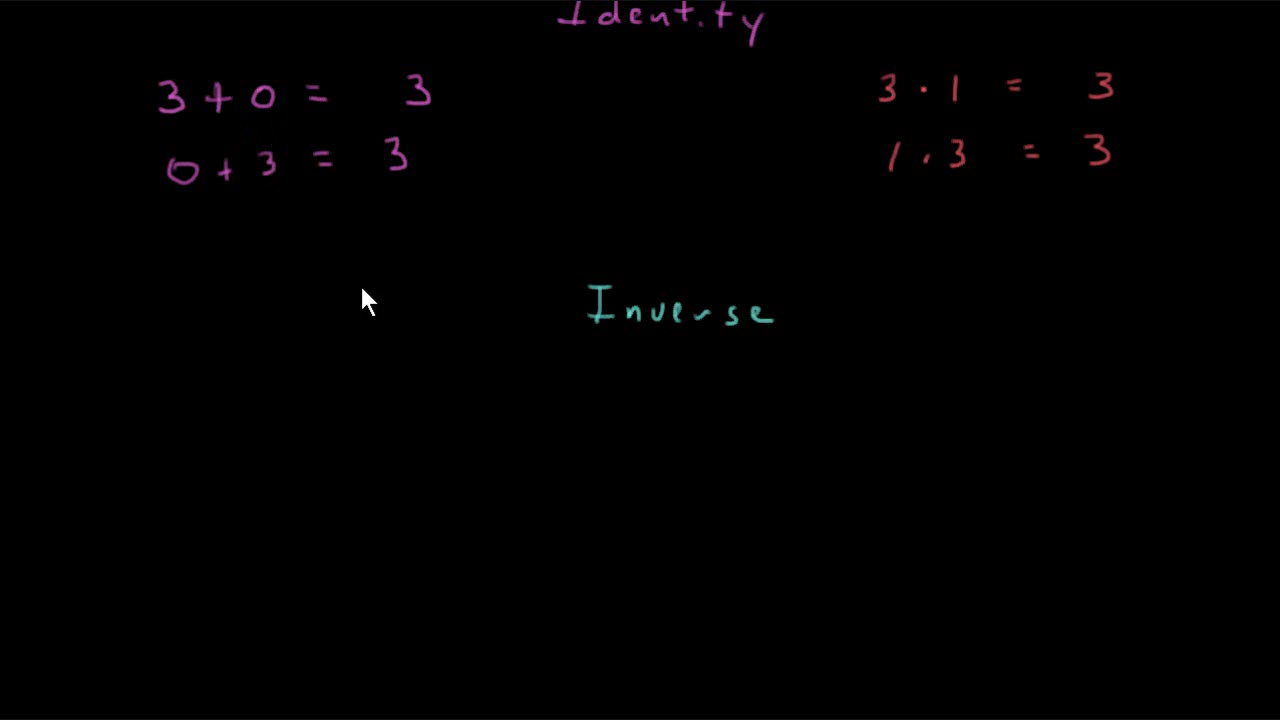 Identity
3 + 0 = 3
3 · 1 = 3
0 + 3 = 3
1 · 3 = 3
Inverse